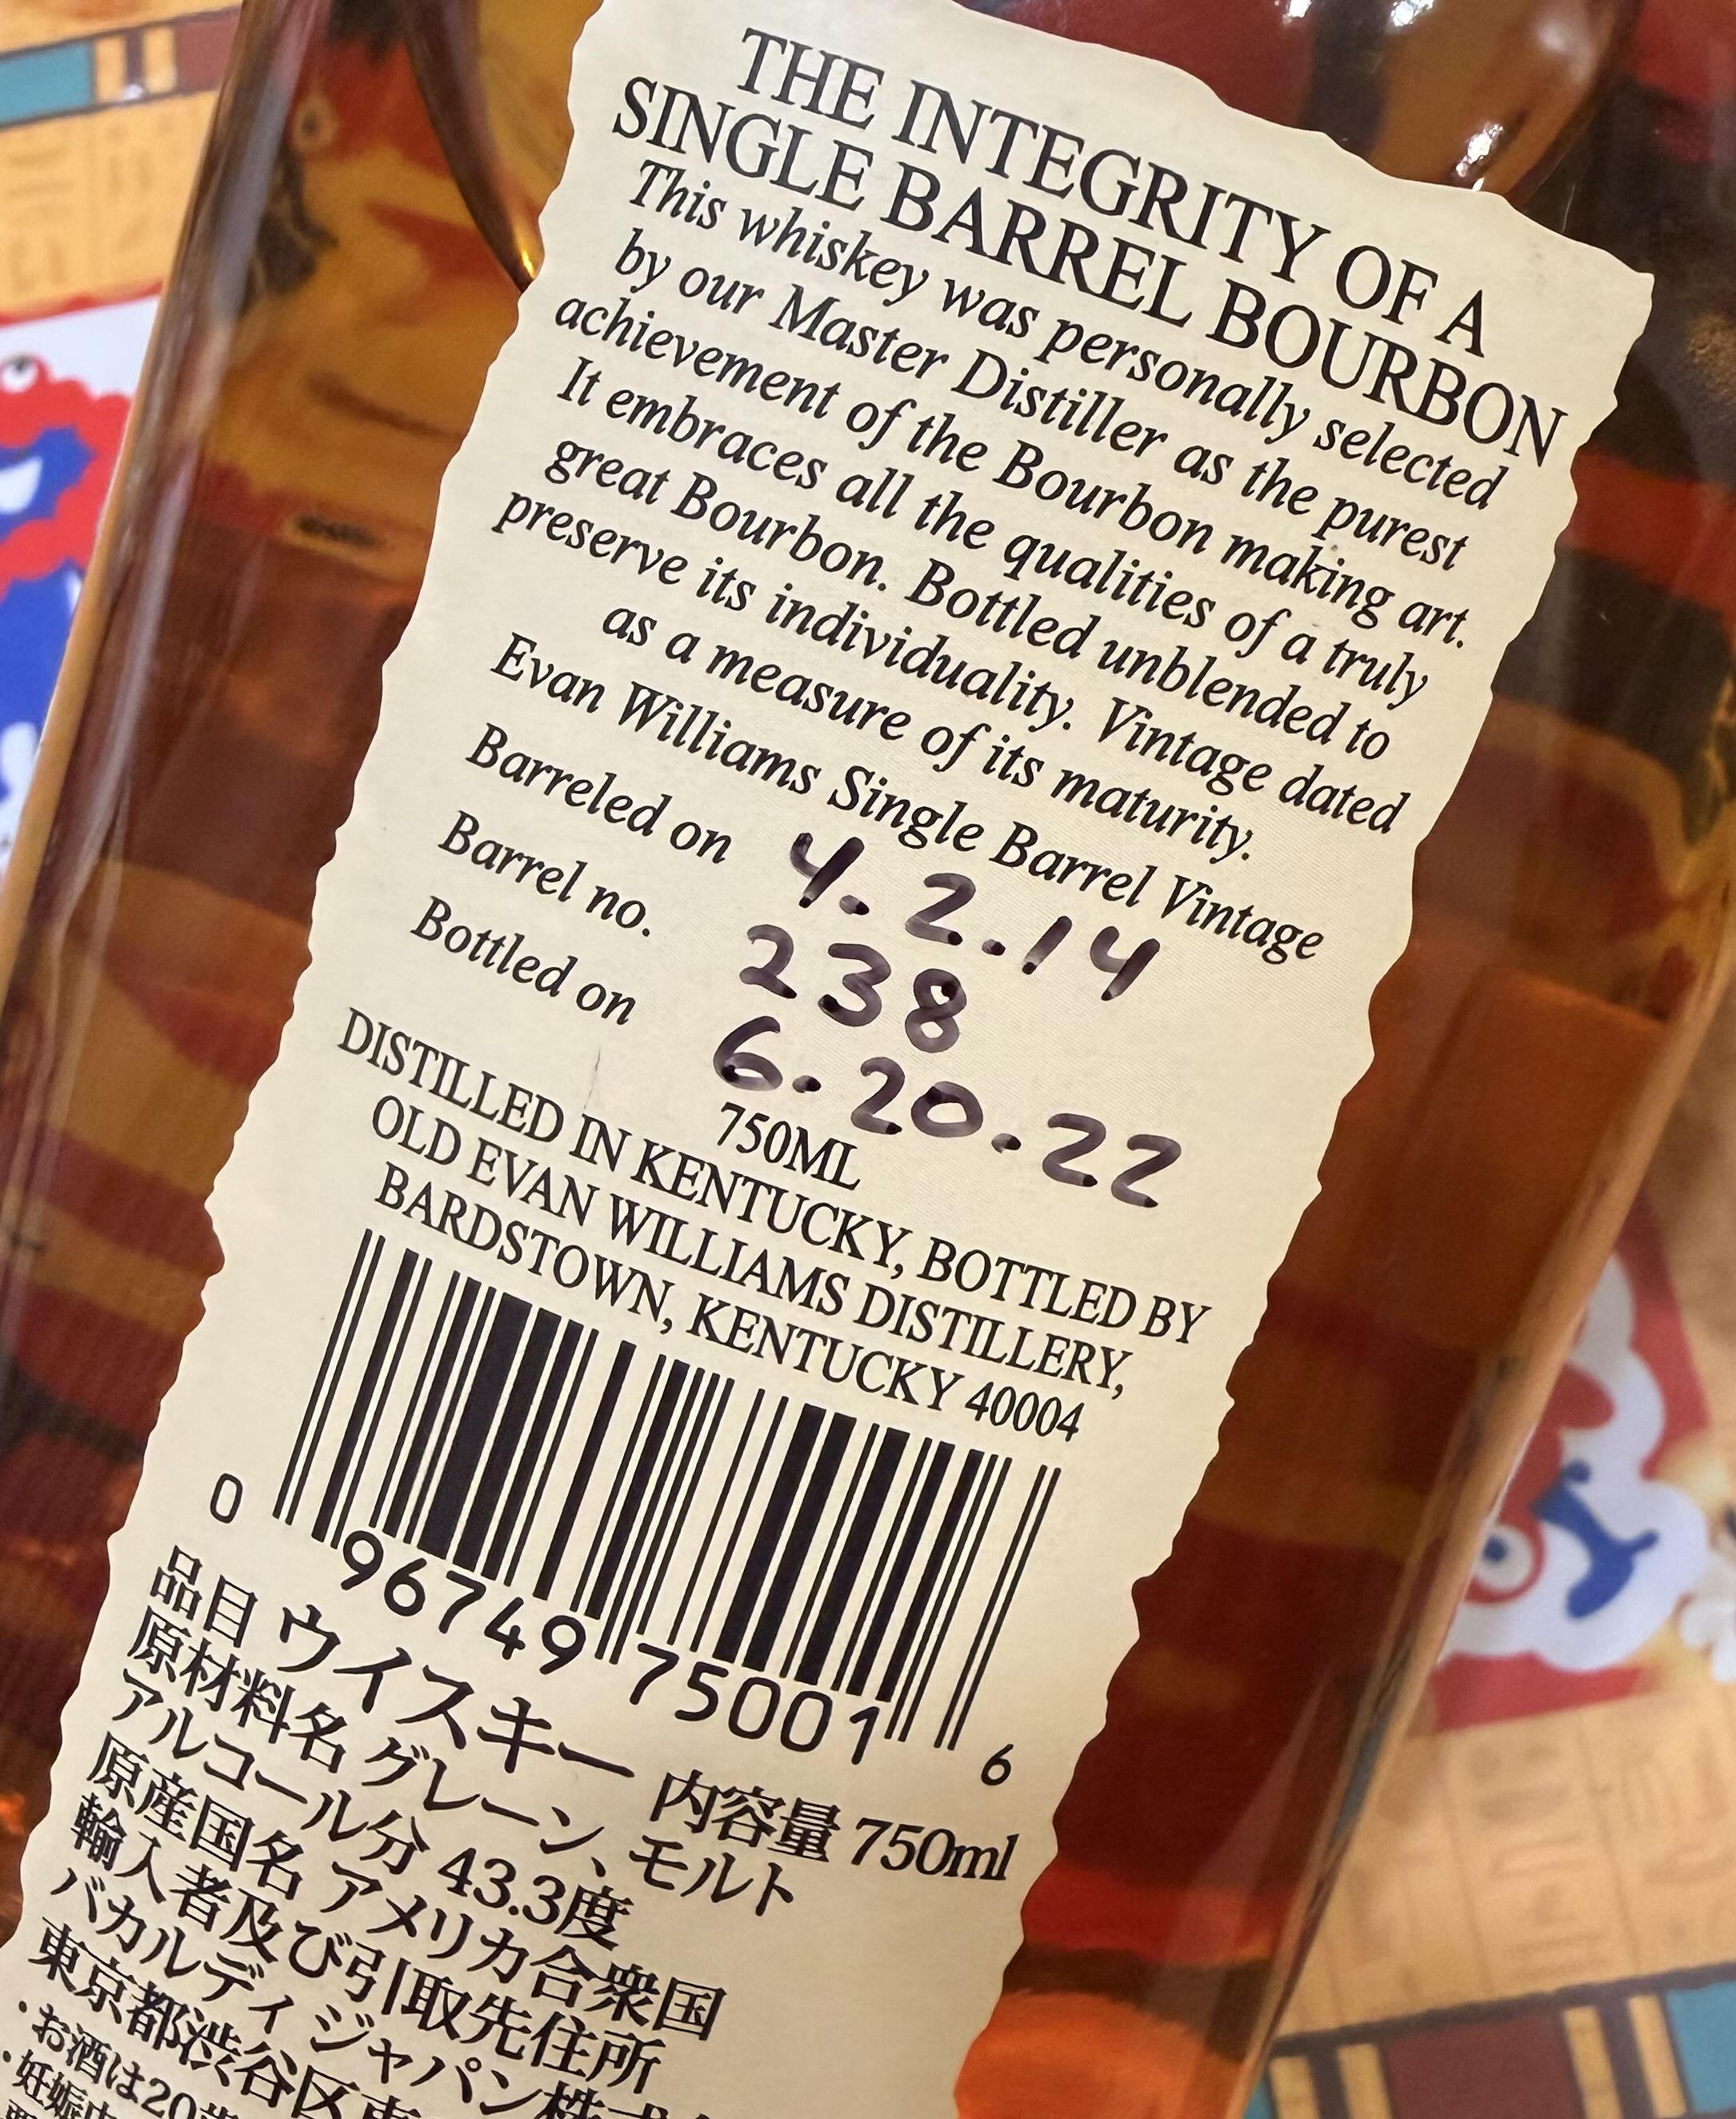 THE INTEGRITY OF A
SINGLE BARREL BOURBON
This whiskey was personally selected
by our Master Distiller as the purest
achievement of the Bourbon making art.
It embraces all the qualities of a truly
great Bourbon. Bottled unblended to
preserve its individuality. Vintage dated
as a measure of its maturity.
Evan Williams Single Barrel Vintage
Barreled on 4.2.14
Barrel no. 238
Bottled on 6.20.22
750ML
DISTILLED IN KENTUCKY, BOTTLED BY
OLD EVAN WILLIAMS DISTILLERY,
BARDSTOWN, KENTUCKY 40004
0 96749 75001 6
品目 ウイスキー 内容量 750ml
原材料名 グレーン、モルト
アルコール分 43.3度
原産国名 アメリカ合衆国
輸入者及び引取先住所
バカルディ ジャパン株式
東京都渋谷区東
・お酒は20歳
・妊娠中